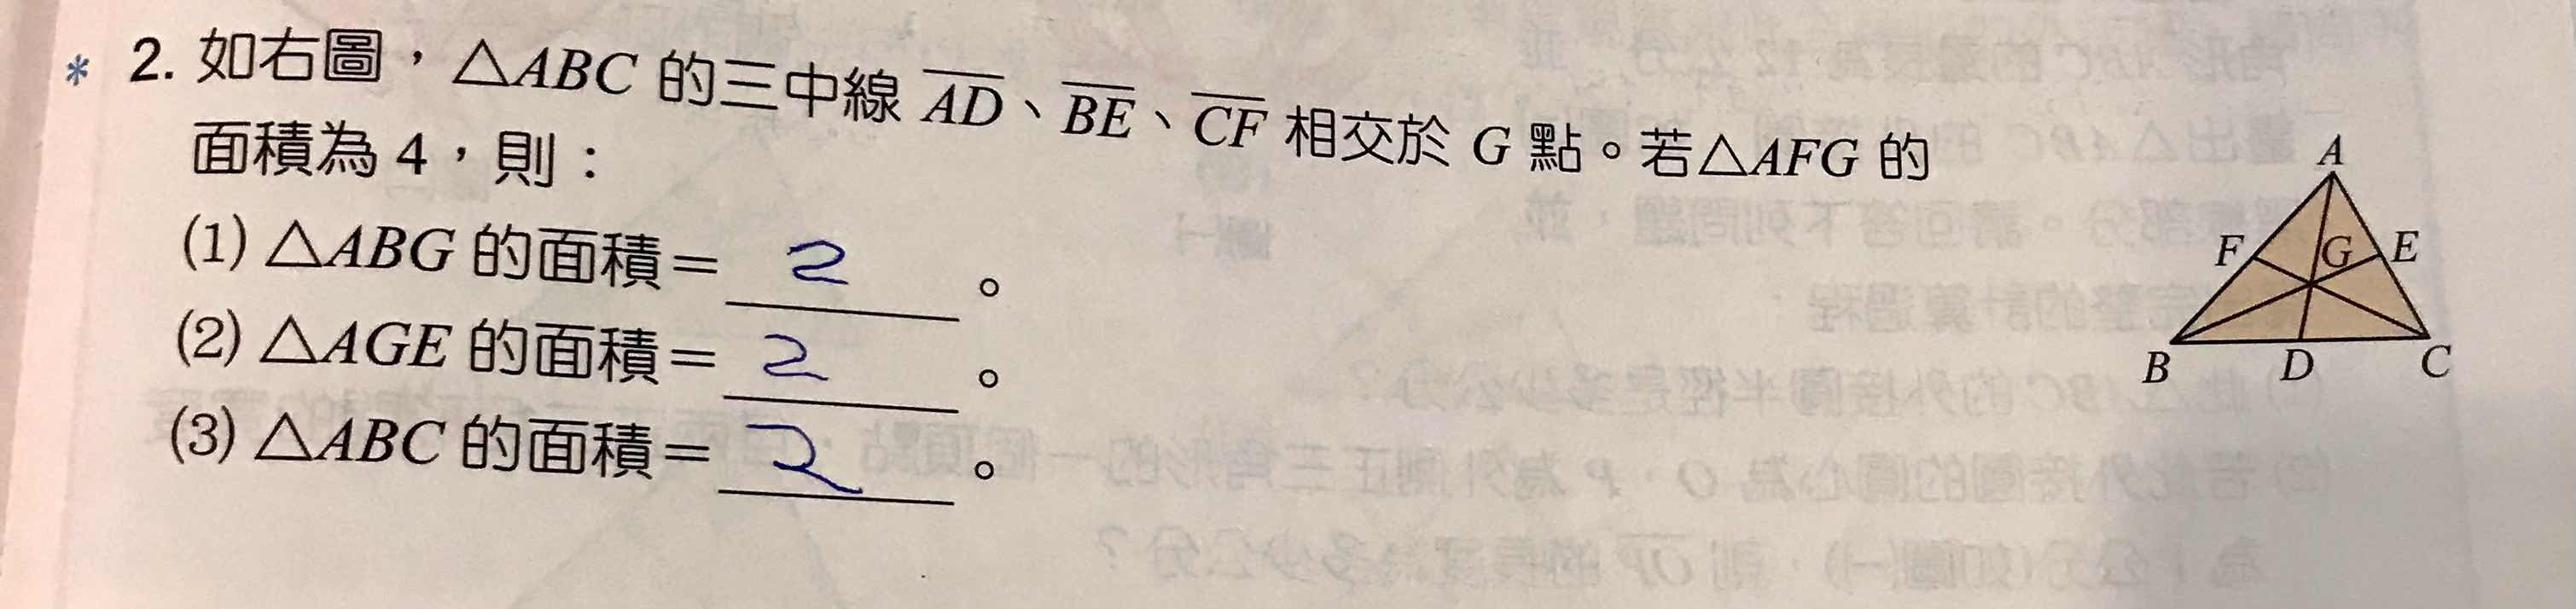 * 2. 如右圖，△ABC 的三中線 AD、BE、CF 相交於 G 點。若△AFG 的
面積為 4，則：
(1) △ABG 的面積＝ 2 。
(2) △AGE 的面積＝ 2 。
(3) △ABC 的面積＝ 2 。
A
F G E
B D C